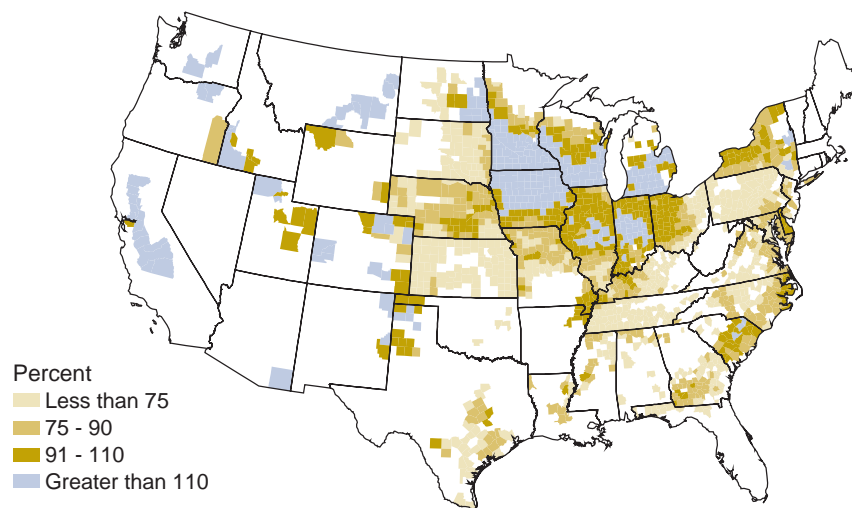 Percent
Less than 75
75 - 90
91 - 110
Greater than 110